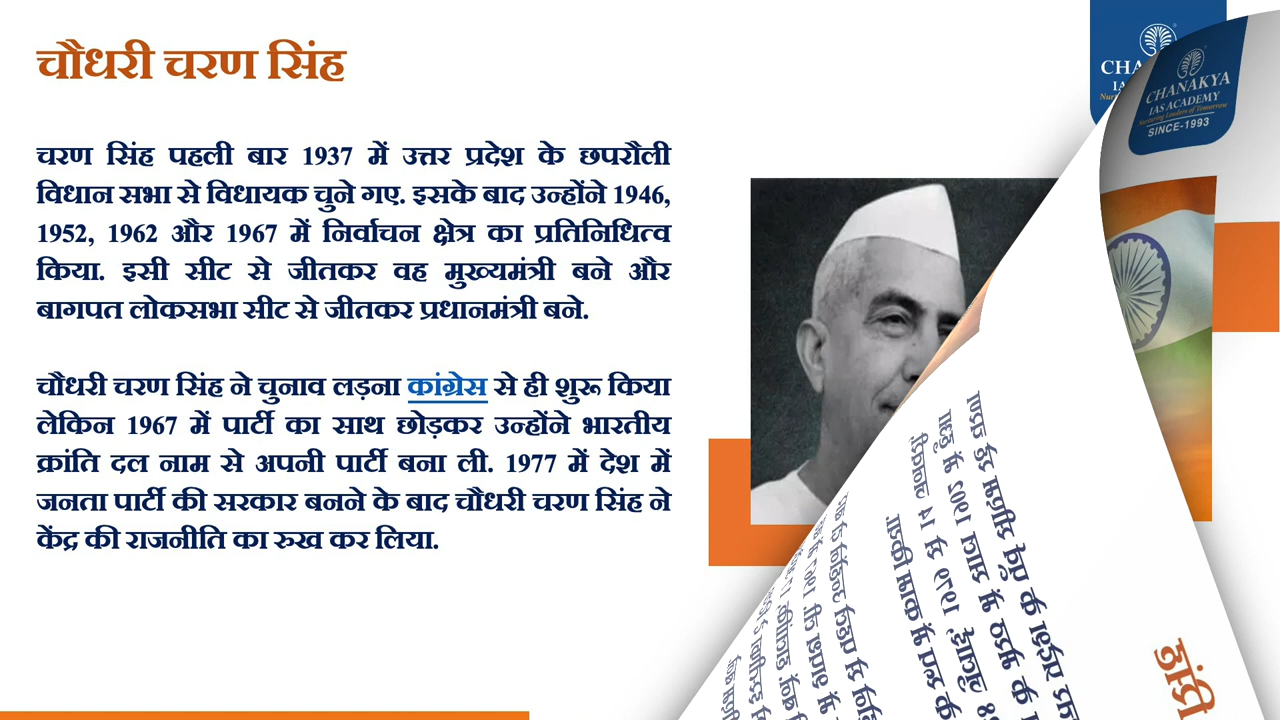 चौधरी चरण सिंह
चरण सिंह पहली बार 1937 में उत्तर प्रदेश के छपरौली
विधान सभा से विधायक चुने गए. इसके बाद उन्होंने 1946,
1952, 1962 और 1967 में निर्वाचन क्षेत्र का प्रतिनिधित्व
किया. इसी सीट से जीतकर वह मुख्यमंत्री बने और
बागपत लोकसभा सीट से जीतकर प्रधानमंत्री बने.
चौधरी चरण सिंह ने चुनाव लड़ना कांग्रेस से ही शुरू किया
लेकिन 1967 में पार्टी का साथ छोड़कर उन्होंने भारतीय
क्रांति दल नाम से अपनी पार्टी बना ली. 1977 में देश में
जनता पार्टी की सरकार बनने के बाद चौधरी चरण सिंह ने
केंद्र की राजनीति का रुख कर लिया.
CHANAKYA
IAS ACADEMY
Nurturing Leaders of Tomorrow
SINCE-1993